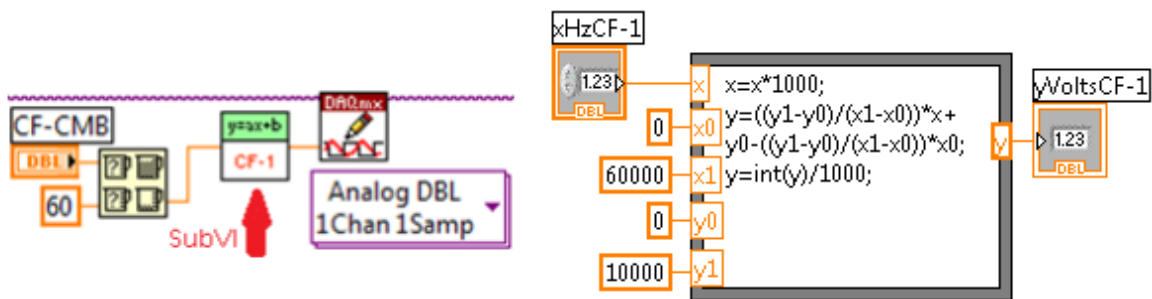 CF-CMB
DBL
60
y=ax+b
CF-1
SubVI
DAQmx
Analog DBL
1Chan 1Samp
xHzCF-1
1.23
DBL
0
60000
0
10000
x
x0
x1
y0
y1
x=x*1000;
y=((y1-y0)/(x1-x0))*x+
y0-((y1-y0)/(x1-x0))*x0;
y=int(y)/1000;
y
yVoltsCF-1
1.23
DBL